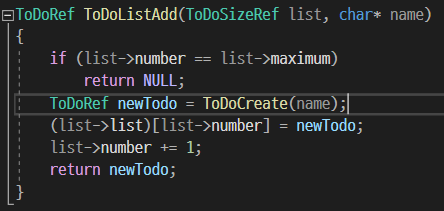 ToDoRef ToDoListAdd(ToDoSizeRef list, char* name)
{
    if (list->number == list->maximum)
        return NULL;
    ToDoRef newTodo = ToDoCreate(name);
    (list->list)[list->number] = newTodo;
    list->number += 1;
    return newTodo;
}